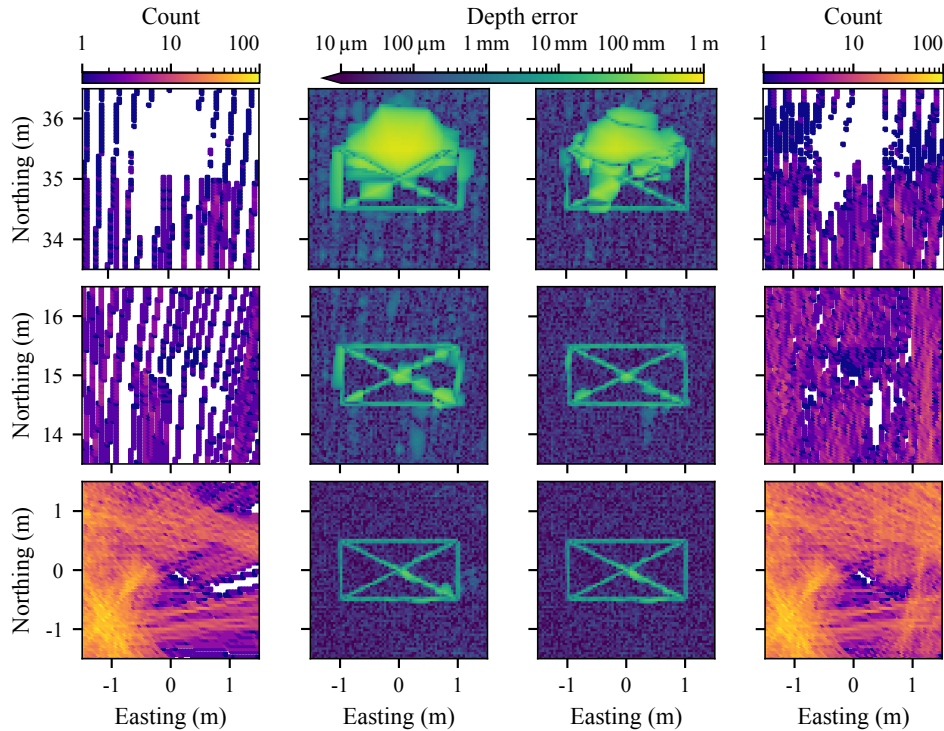 Count Depth error Count
1 10 100 10 μm 100 μm 1 mm 10 mm 100 mm 1 m 1 10 100
Northing (m) 36 35 34
Northing (m) 16 15 14
Northing (m) 1 0 -1
-1 0 1 -1 0 1 -1 0 1 -1 0 1
Easting (m) Easting (m) Easting (m) Easting (m)